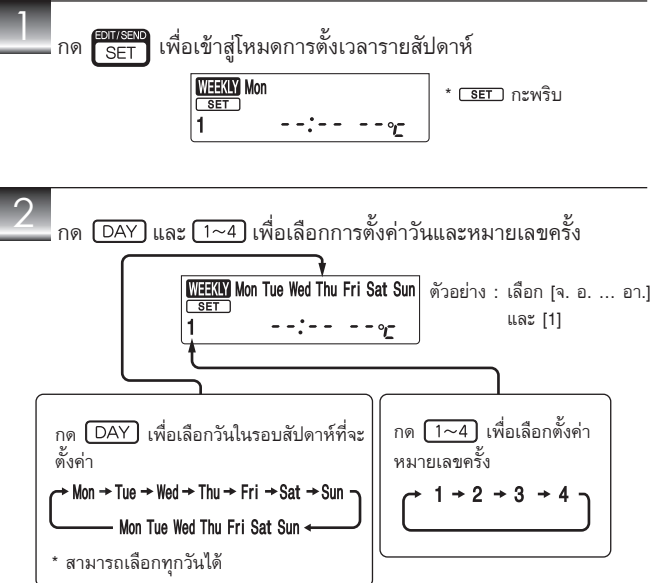 1
กด EDIT/SEND SET เพื่อเข้าสู่โหมดการตั้งเวลารายสัปดาห์
WEEKLY Mon
SET
1 --:-- --°C
* SET กะพริบ
2
กด DAY และ 1~4 เพื่อเลือกการตั้งค่าวันและหมายเลขครั้ง
WEEKLY Mon Tue Wed Thu Fri Sat Sun
SET
1 --:-- --°C
ตัวอย่าง : เลือก [จ. อ. ... อา.]
และ [1]
กด DAY เพื่อเลือกวันในรอบสัปดาห์ที่จะ
ตั้งค่า
Mon → Tue → Wed → Thu → Fri → Sat → Sun
Mon Tue Wed Thu Fri Sat Sun ←
* สามารถเลือกทุกวันได้
กด 1~4 เพื่อเลือกตั้งค่า
หมายเลขครั้ง
1 → 2 → 3 → 4